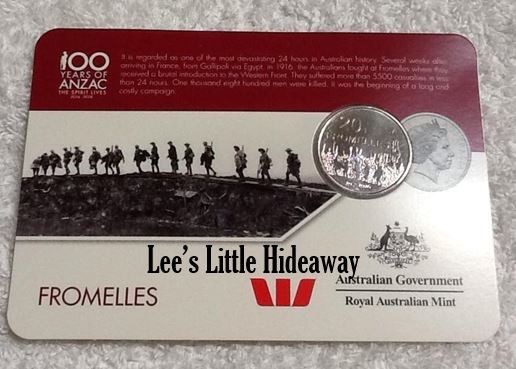 100
YEARS OF
ANZAC
THE SPIRIT LIVES
2014 - 2018
It is regarded as one of the most devastating 24 hours in Australian history. Several weeks after
arriving in France, from Gallipoli via Egypt, in 1916, the Australians fought at Fromelles where they
received a brutal introduction to the Western Front. They suffered more than 5500 casualties in less
than 24 hours. One thousand eight hundred men were killed. It was the beginning of a long and
costly campaign.
20
FROMELLES
Lee's Little Hideaway
FROMELLES
Australian Government
Royal Australian Mint